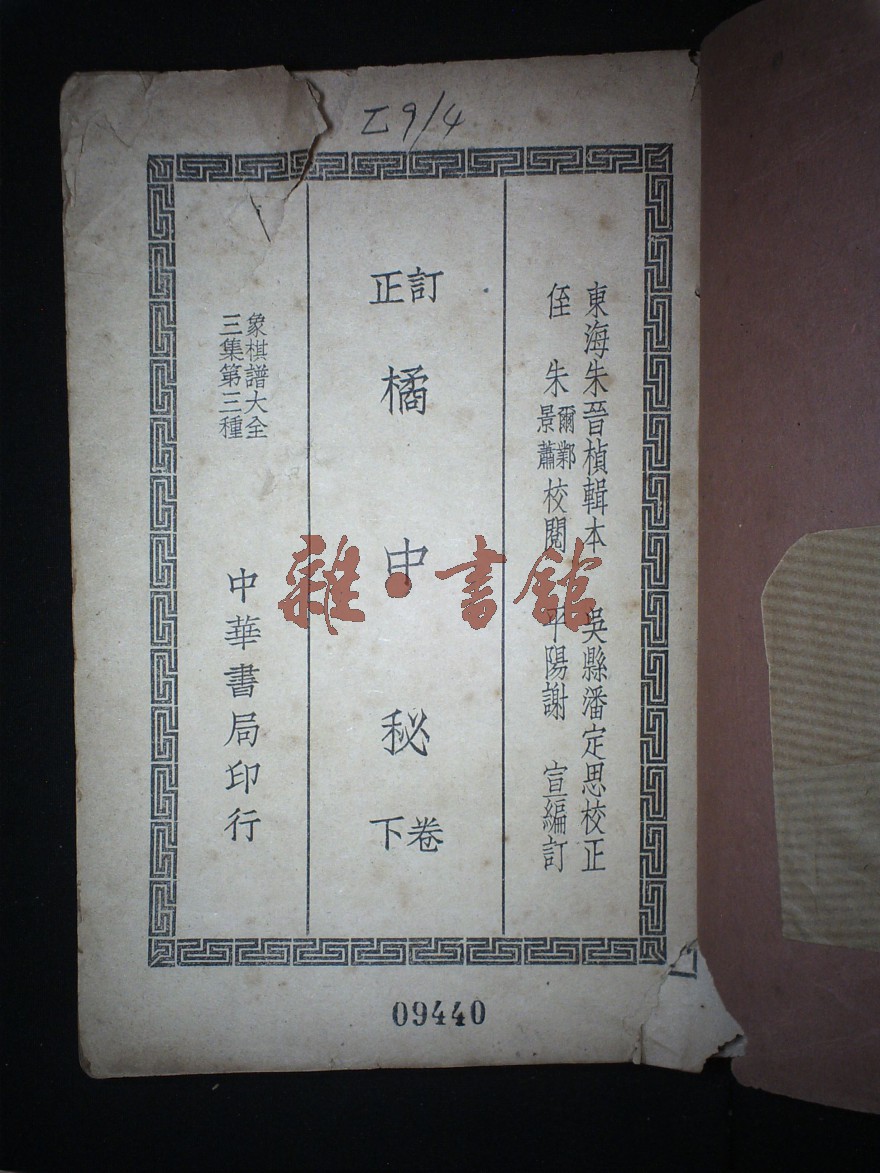 乙9/4
東海朱晉楨輯本 吳縣潘定思校正
侄 朱爾鄴景蕭校閱 平陽謝 宣編訂
訂正
橘中秘
卷下
象棋譜大全
三集第三種
中華書局印行
雜·書館
09440